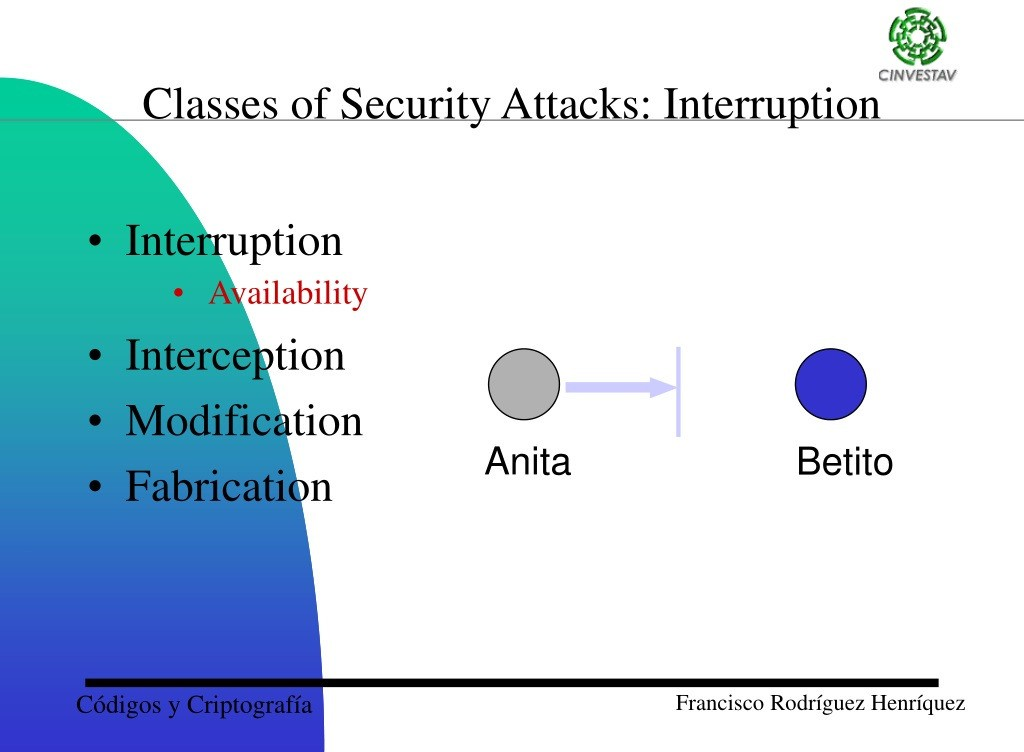 CINVESTAV
Classes of Security Attacks: Interruption
• Interruption
• Availability
• Interception
• Modification
• Fabrication
Anita
Betito
Códigos y Criptografía
Francisco Rodríguez Henríquez